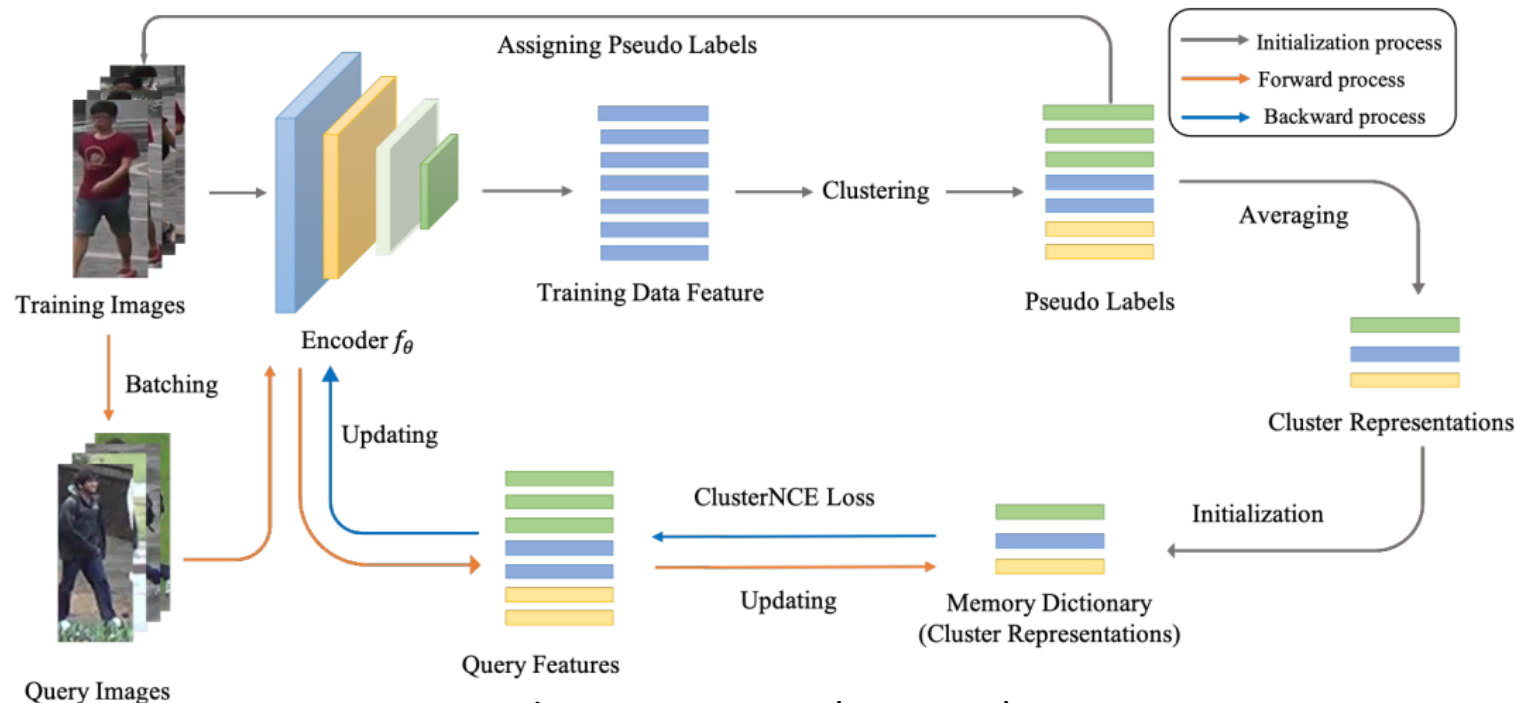 Assigning Pseudo Labels
Initialization process
Forward process
Backward process
Clustering
Averaging
Training Data Feature
Pseudo Labels
Training Images
Encoder fθ
Batching
Updating
Cluster Representations
ClusterNCE Loss
Initialization
Updating
Memory Dictionary
(Cluster Representations)
Query Features
Query Images